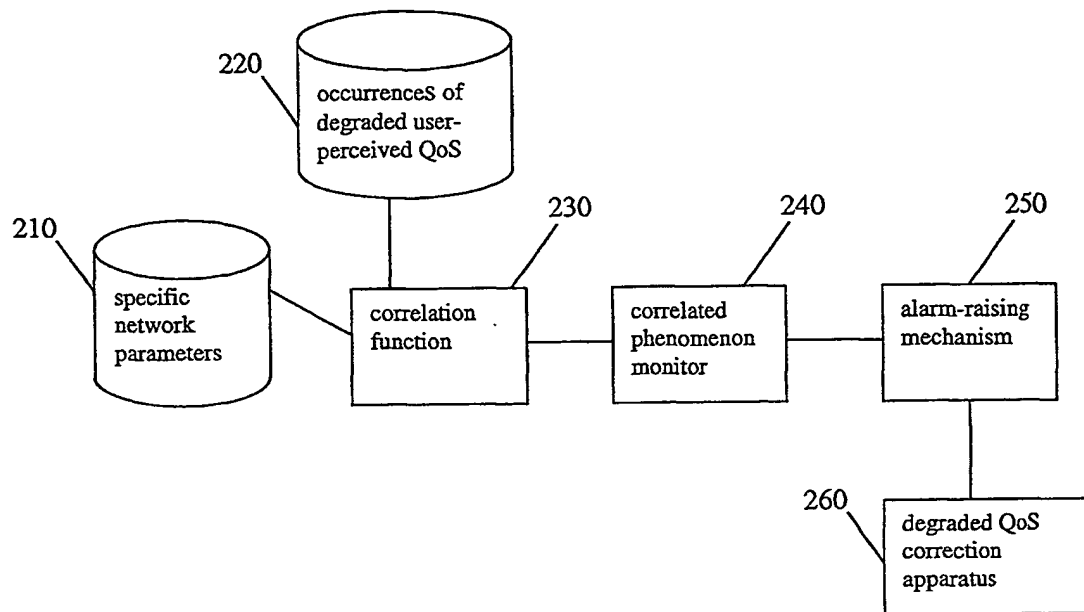 220
occurrences of
degraded user-
perceived QoS
210
specific
network
parameters
230
correlation
function
240
correlated
phenomenon
monitor
250
alarm-raising
mechanism
260
degraded QoS
correction
apparatus